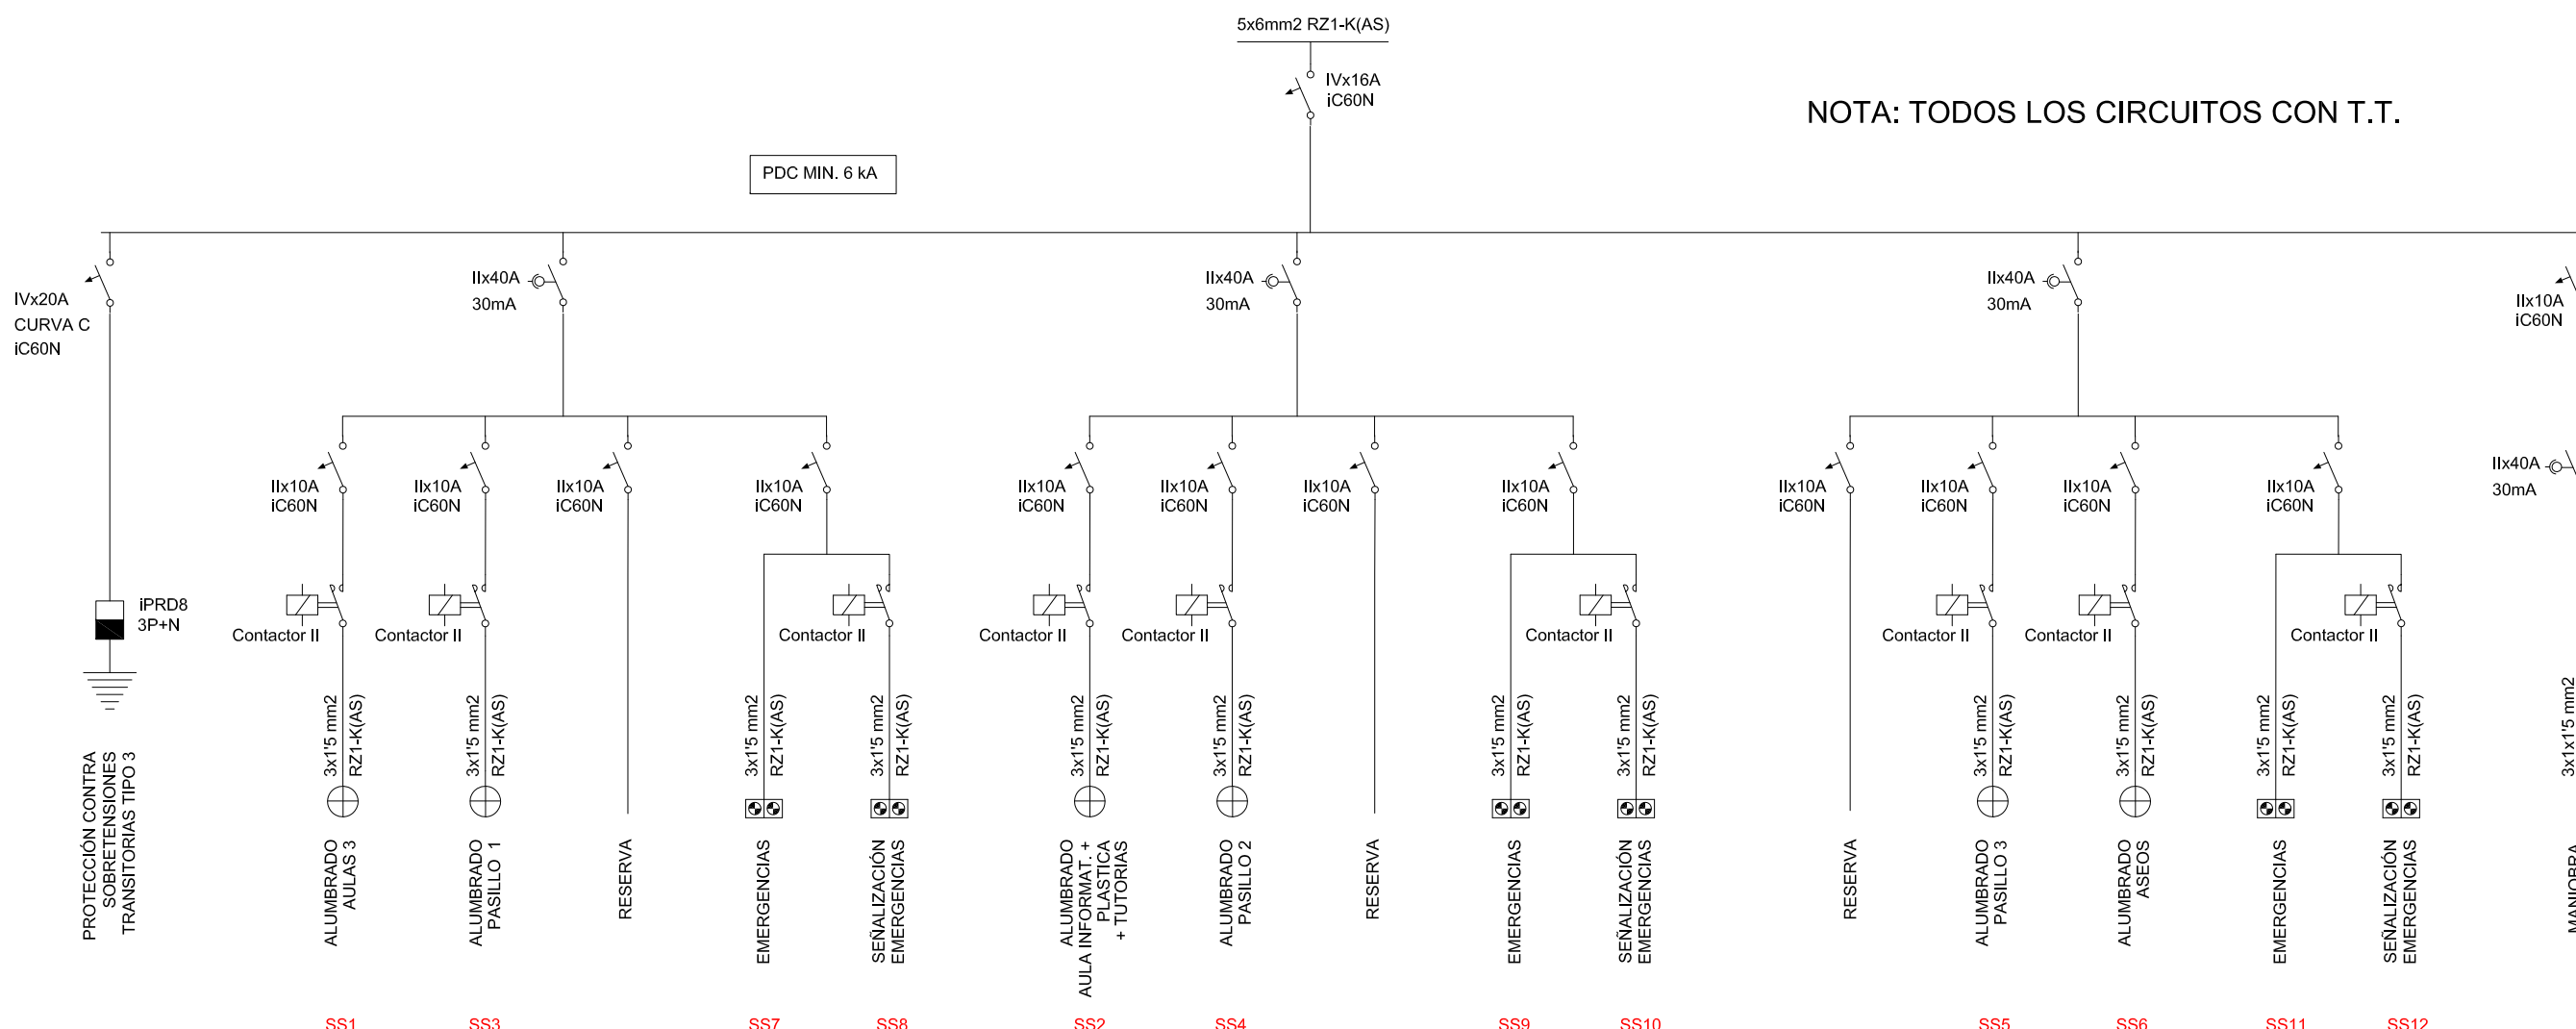 5x6mm2 RZ1-K(AS)
IVx16A
iC60N
NOTA: TODOS LOS CIRCUITOS CON T.T.
PDC MIN. 6 kA
IVx20A
CURVA C
iC60N
IIx40A
30mA
IIx40A
30mA
IIx40A
30mA
IIx10A
iC60N
IIx10A
iC60N
IIx10A
iC60N
IIx10A
iC60N
IIx10A
iC60N
IIx10A
iC60N
IIx10A
iC60N
IIx10A
iC60N
IIx10A
iC60N
IIx10A
iC60N
IIx10A
iC60N
IIx10A
iC60N
IIx10A
iC60N
IIx40A
30mA
iPRD8
3P+N
Contactor II
Contactor II
Contactor II
Contactor II
Contactor II
Contactor II
Contactor II
Contactor II
Contactor II
3x1'5 mm2
RZ1-K(AS)
3x1'5 mm2
RZ1-K(AS)
3x1'5 mm2
RZ1-K(AS)
3x1'5 mm2
RZ1-K(AS)
3x1'5 mm2
RZ1-K(AS)
3x1'5 mm2
RZ1-K(AS)
3x1'5 mm2
RZ1-K(AS)
3x1'5 mm2
RZ1-K(AS)
3x1'5 mm2
RZ1-K(AS)
3x1'5 mm2
RZ1-K(AS)
3x1'5 mm2
RZ1-K(AS)
3x1'5 mm2
RZ1-K(AS)
3x1x1'5 mm2
PROTECCIÓN CONTRA
SOBRETENSIONES
TRANSITORIAS TIPO 3
ALUMBRADO
AULAS 3
ALUMBRADO
PASILLO 1
RESERVA
EMERGENCIAS
SEÑALIZACIÓN
EMERGENCIAS
ALUMBRADO
AULA INFORMAT. +
PLASTICA
+ TUTORIAS
ALUMBRADO
PASILLO 2
RESERVA
EMERGENCIAS
SEÑALIZACIÓN
EMERGENCIAS
RESERVA
ALUMBRADO
PASILLO 3
ALUMBRADO
ASEOS
EMERGENCIAS
SEÑALIZACIÓN
EMERGENCIAS
MANIOBRA
SS1
SS3
SS7
SS8
SS2
SS4
SS9
SS10
SS5
SS6
SS11
SS12